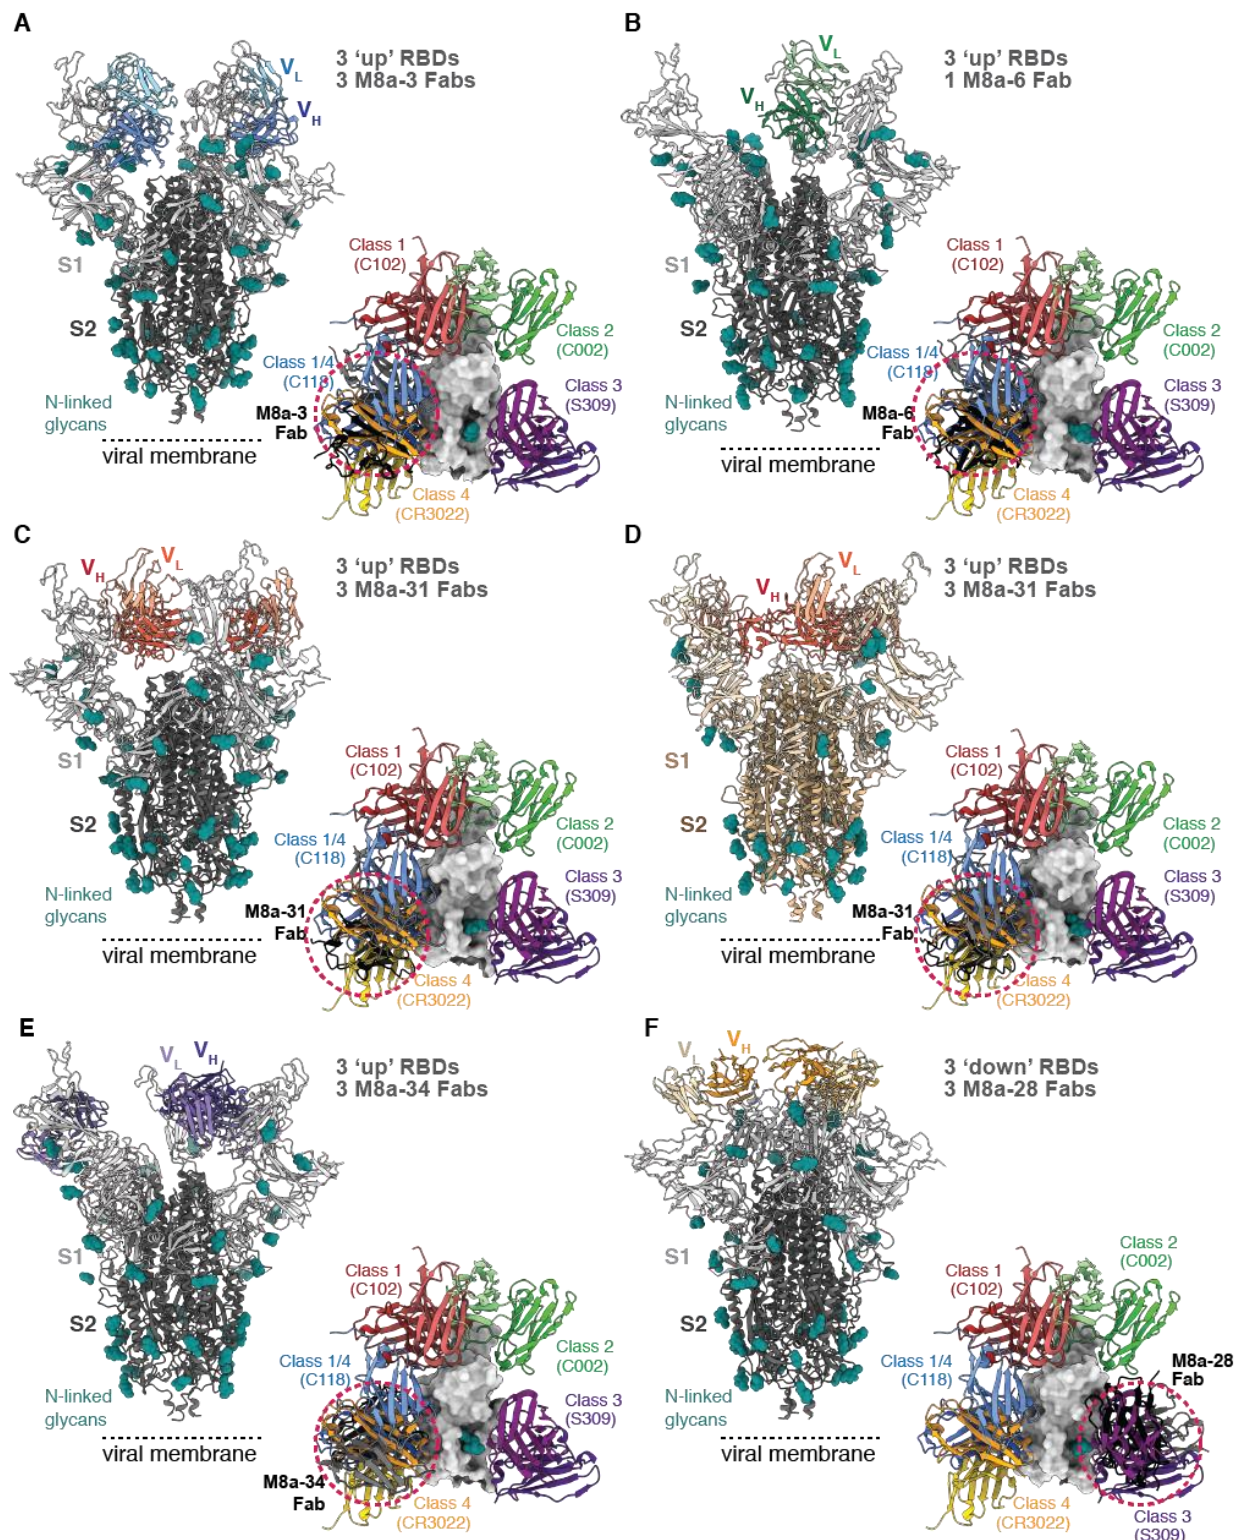 A
V_L
V_H
3 ‘up’ RBDs
3 M8a-3 Fabs
S1
S2
N-linked
glycans
viral membrane
Class 1
(C102)
Class 2
(C002)
Class 1/4
(C118)
Class 3
(S309)
M8a-3
Fab
Class 4
(CR3022)
B
V_L
V_H
3 ‘up’ RBDs
1 M8a-6 Fab
S1
S2
N-linked
glycans
viral membrane
Class 1
(C102)
Class 2
(C002)
Class 1/4
(C118)
Class 3
(S309)
M8a-6
Fab
Class 4
(CR3022)
C
V_H
V_L
3 ‘up’ RBDs
3 M8a-31 Fabs
S1
S2
N-linked
glycans
viral membrane
Class 1
(C102)
Class 2
(C002)
Class 1/4
(C118)
Class 3
(S309)
M8a-31
Fab
Class 4
(CR3022)
D
V_L
V_H
3 ‘up’ RBDs
3 M8a-31 Fabs
S1
S2
N-linked
glycans
viral membrane
Class 1
(C102)
Class 2
(C002)
Class 1/4
(C118)
Class 3
(S309)
M8a-31
Fab
Class 4
(CR3022)
E
V_L
V_H
3 ‘up’ RBDs
3 M8a-34 Fabs
S1
S2
N-linked
glycans
viral membrane
Class 1
(C102)
Class 2
(C002)
Class 1/4
(C118)
Class 3
(S309)
M8a-34
Fab
Class 4
(CR3022)
F
V_L
V_H
3 ‘down’ RBDs
3 M8a-28 Fabs
S1
S2
N-linked
glycans
viral membrane
Class 2
(C002)
Class 1
(C102)
Class 1/4
(C118)
M8a-28
Fab
Class 4
(CR3022)
Class 3
(S309)